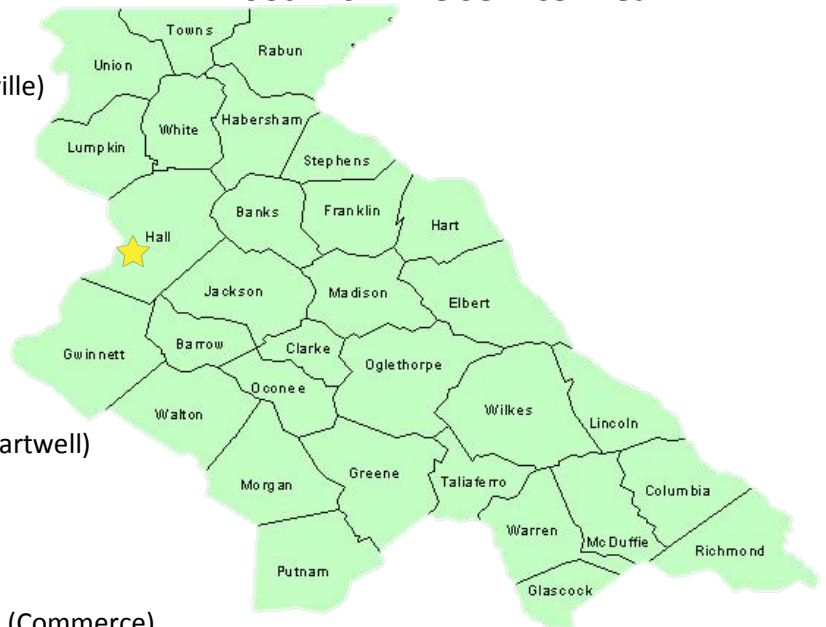 Towns
Rabun
Union
ville)
Habersham
White
Lumpkin
Stephens
Banks
Franklin
Hart
Hall
Jackson
Madison
Elbert
Barrow
Clarke
Gwinnett
Oglethorpe
Oconee
Walton
Wilkes
Lincoln
artwell)
Greene
Morgan
Taliaferro
Columbia
Warren
McDuffie
Richmond
Putnam
Glascock
(Commerce)